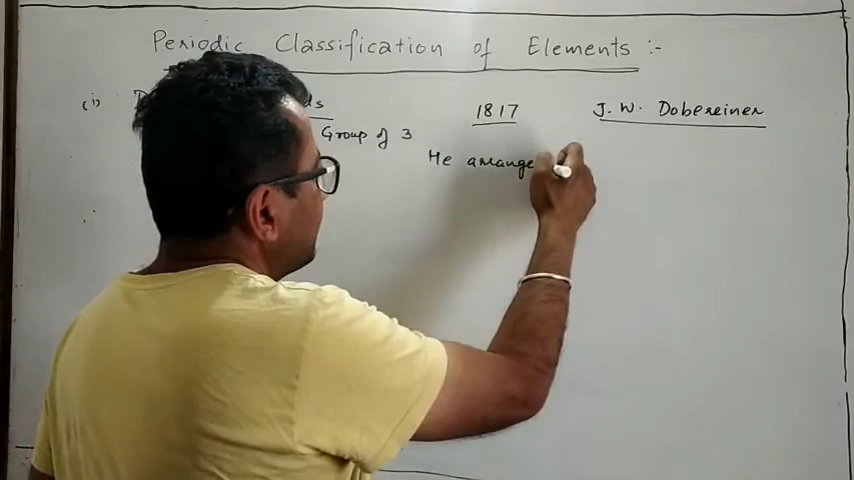 Periodic Classification of Elements :-
(i) 1817 J. W. Dobereiner
Group of 3
He arrange